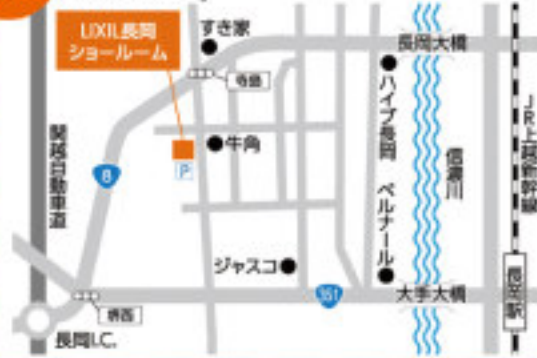 LIXIL長岡
ショールーム
すき家
長岡大橋
寺島
関越自動車道
8
牛角
P
ハイブ長岡
ベルナール
信濃川
JR上越新幹線
ジャスコ
351
大手大橋
長岡駅
堺西
長岡I.C.